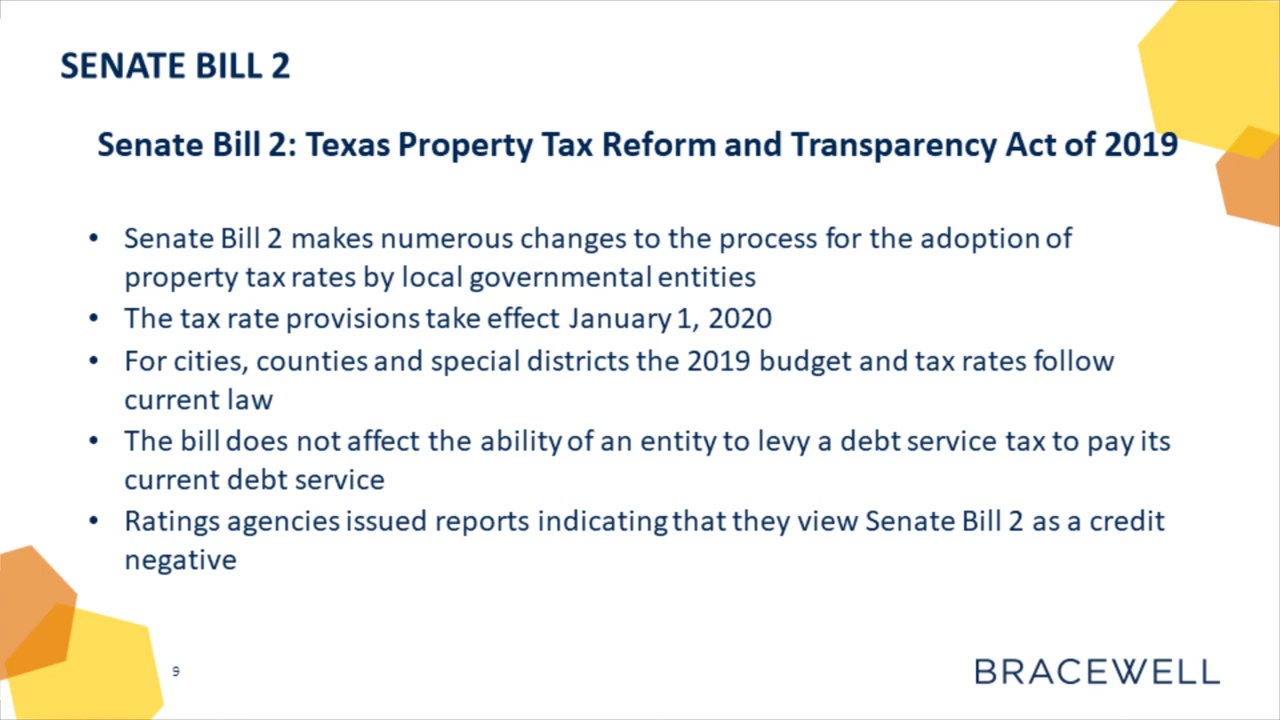 SENATE BILL 2
Senate Bill 2: Texas Property Tax Reform and Transparency Act of 2019
• Senate Bill 2 makes numerous changes to the process for the adoption of
property tax rates by local governmental entities
• The tax rate provisions take effect January 1, 2020
• For cities, counties and special districts the 2019 budget and tax rates follow
current law
• The bill does not affect the ability of an entity to levy a debt service tax to pay its
current debt service
• Ratings agencies issued reports indicating that they view Senate Bill 2 as a credit
negative
9
BRACEWELL